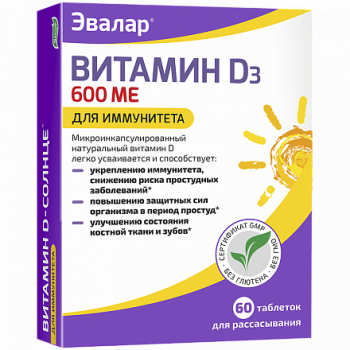 Эвалар®
ВИТАМИН D3
600 МЕ
ДЛЯ ИММУНИТЕТА
Микроинкапсулированный
натуральный витамин D
легко усваивается и способствует:
укреплению иммунитета,
снижению риска простудных
заболеваний*
повышению защитных сил
организма в период простуд*
улучшению состояния
костной ткани и зубов*
СЕРТИФИКАТ GMP
БЕЗ ГЛЮТЕНА • БЕЗ ГМО
60 таблеток
для рассасывания
ВИТАМИН D-СОЛНЦЕ
ДЛЯ ИММУНИТЕТА